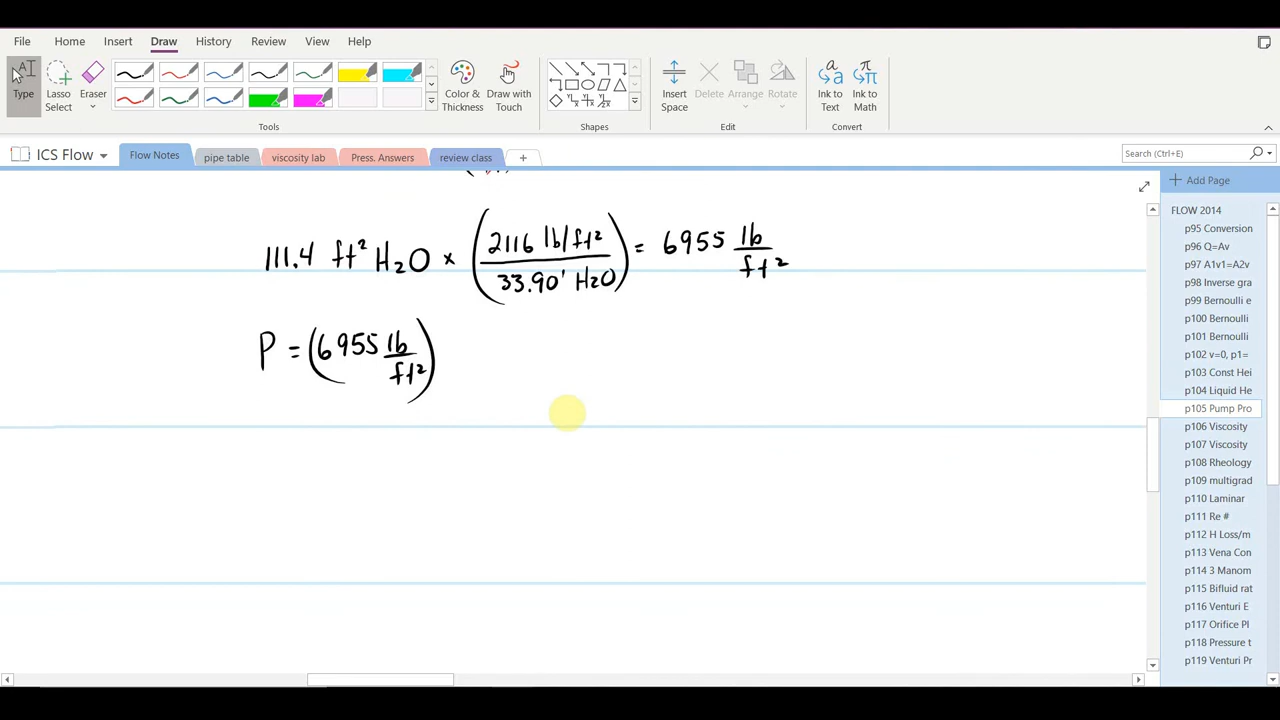 File Home Insert Draw History Review View Help
Type Lasso Select Eraser Color & Thickness Draw with Touch Insert Space Delete Arrange Rotate Ink to Text Ink to Math
Tools Shapes Edit Convert
ICS Flow Flow Notes pipe table viscosity lab Press. Answers review class + Search (Ctrl+E)
+ Add Page
111.4 ft² H₂O × (2116 lb/ft² / 33.90' H₂O) = 6955 lb/ft²
P = (6955 lb/ft²)
FLOW 2014
p95 Conversion
p96 Q=Av
p97 A1v1=A2v
p98 Inverse gra
p99 Bernoulli e
p100 Bernoulli
p101 Bernoulli
p102 v=0, p1=
p103 Const Hei
p104 Liquid He
p105 Pump Pro
p106 Viscosity
p107 Viscosity
p108 Rheology
p109 multigrad
p110 Laminar
p111 Re #
p112 H Loss/m
p113 Vena Con
p114 3 Manom
p115 Bifluid rat
p116 Venturi E
p117 Orifice Pl
p118 Pressure t
p119 Venturi Pr